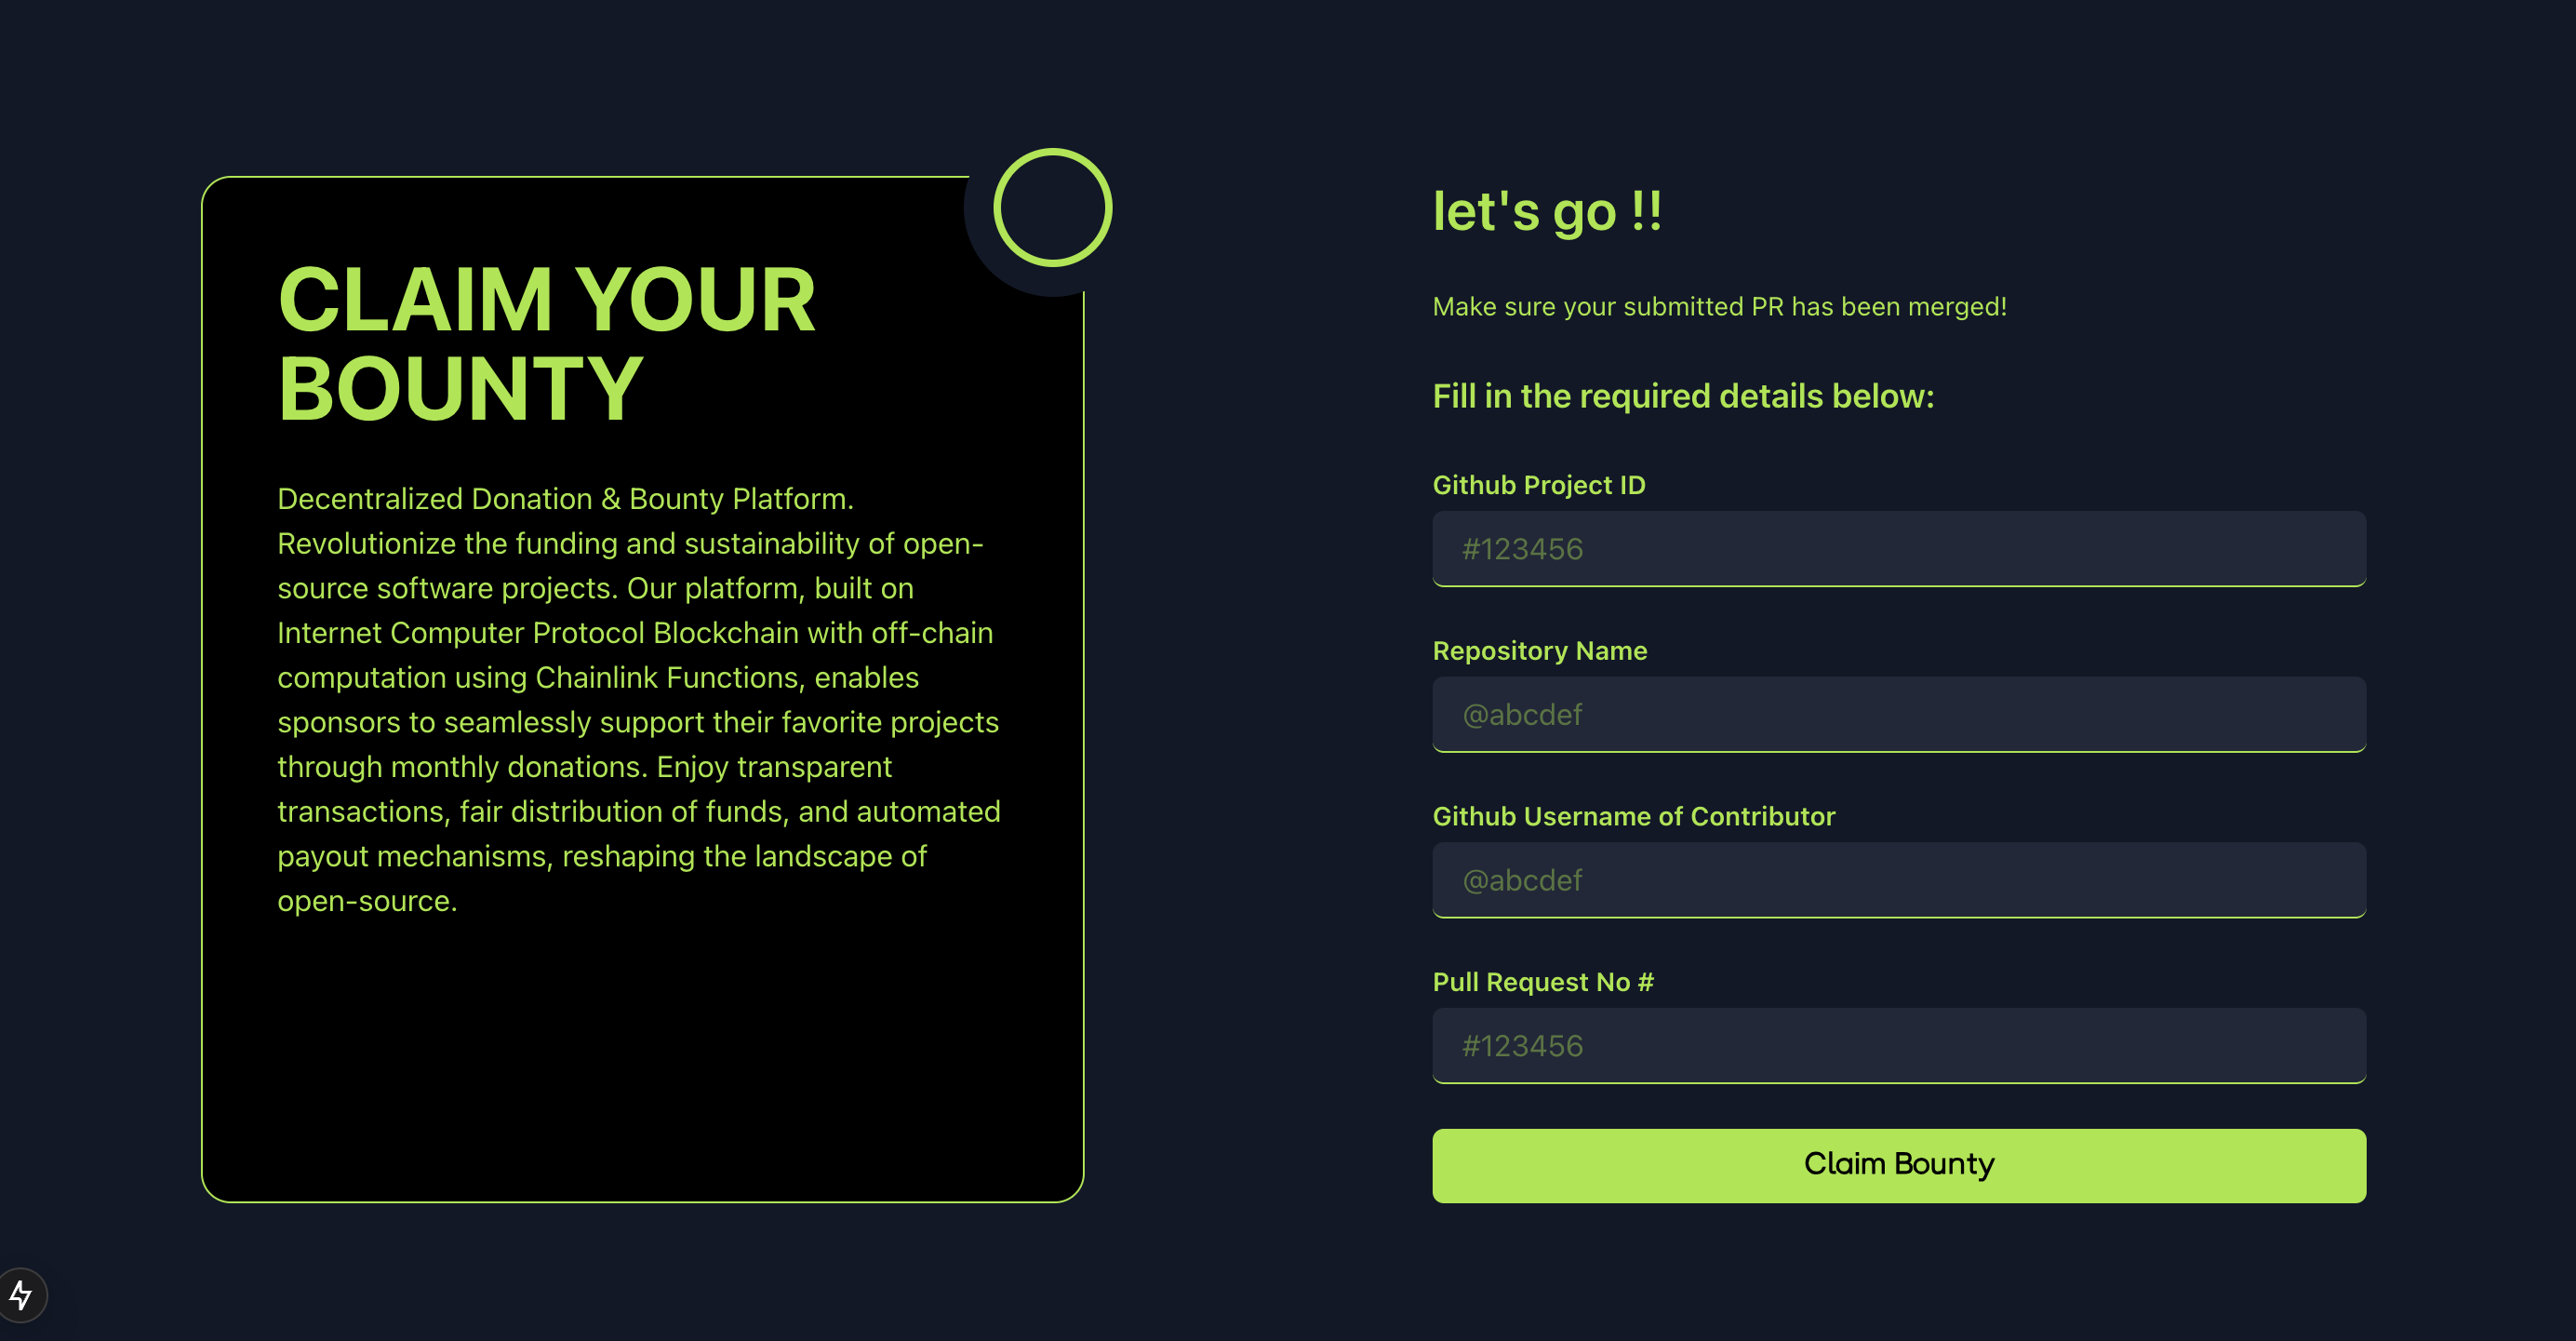 CLAIM YOUR
BOUNTY
Decentralized Donation & Bounty Platform.
Revolutionize the funding and sustainability of open-
source software projects. Our platform, built on
Internet Computer Protocol Blockchain with off-chain
computation using Chainlink Functions, enables
sponsors to seamlessly support their favorite projects
through monthly donations. Enjoy transparent
transactions, fair distribution of funds, and automated
payout mechanisms, reshaping the landscape of
open-source.
let's go !!
Make sure your submitted PR has been merged!
Fill in the required details below:
Github Project ID
#123456
Repository Name
@abcdef
Github Username of Contributor
@abcdef
Pull Request No #
#123456
Claim Bounty